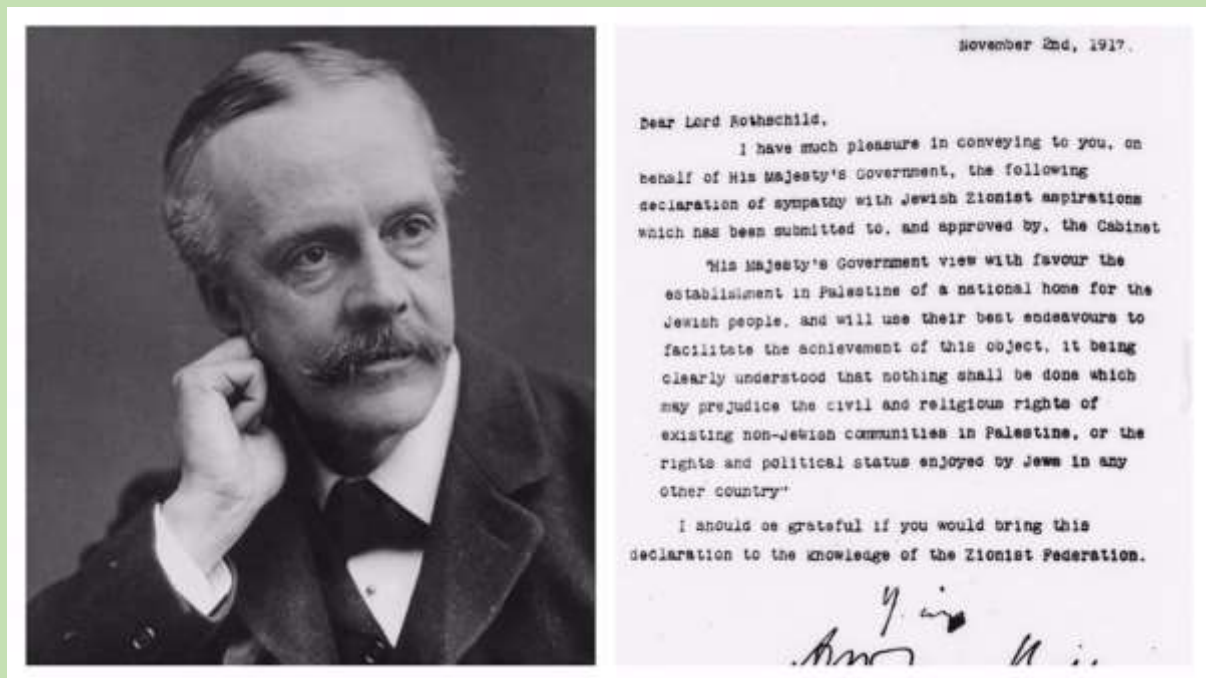 November 2nd, 1917.
Dear Lord Rothschild,
I have much pleasure in conveying to you, on
behalf of His Majesty's Government, the following
declaration of sympathy with Jewish Zionist aspirations
which has been submitted to, and approved by, the Cabinet
"His Majesty's Government view with favour the
establishment in Palestine of a national home for the
Jewish people, and will use their best endeavours to
facilitate the achievement of this object, it being
clearly understood that nothing shall be done which
may prejudice the civil and religious rights of
existing non-Jewish communities in Palestine, or the
rights and political status enjoyed by Jews in any
other country"
I should be grateful if you would bring this
declaration to the knowledge of the Zionist Federation.